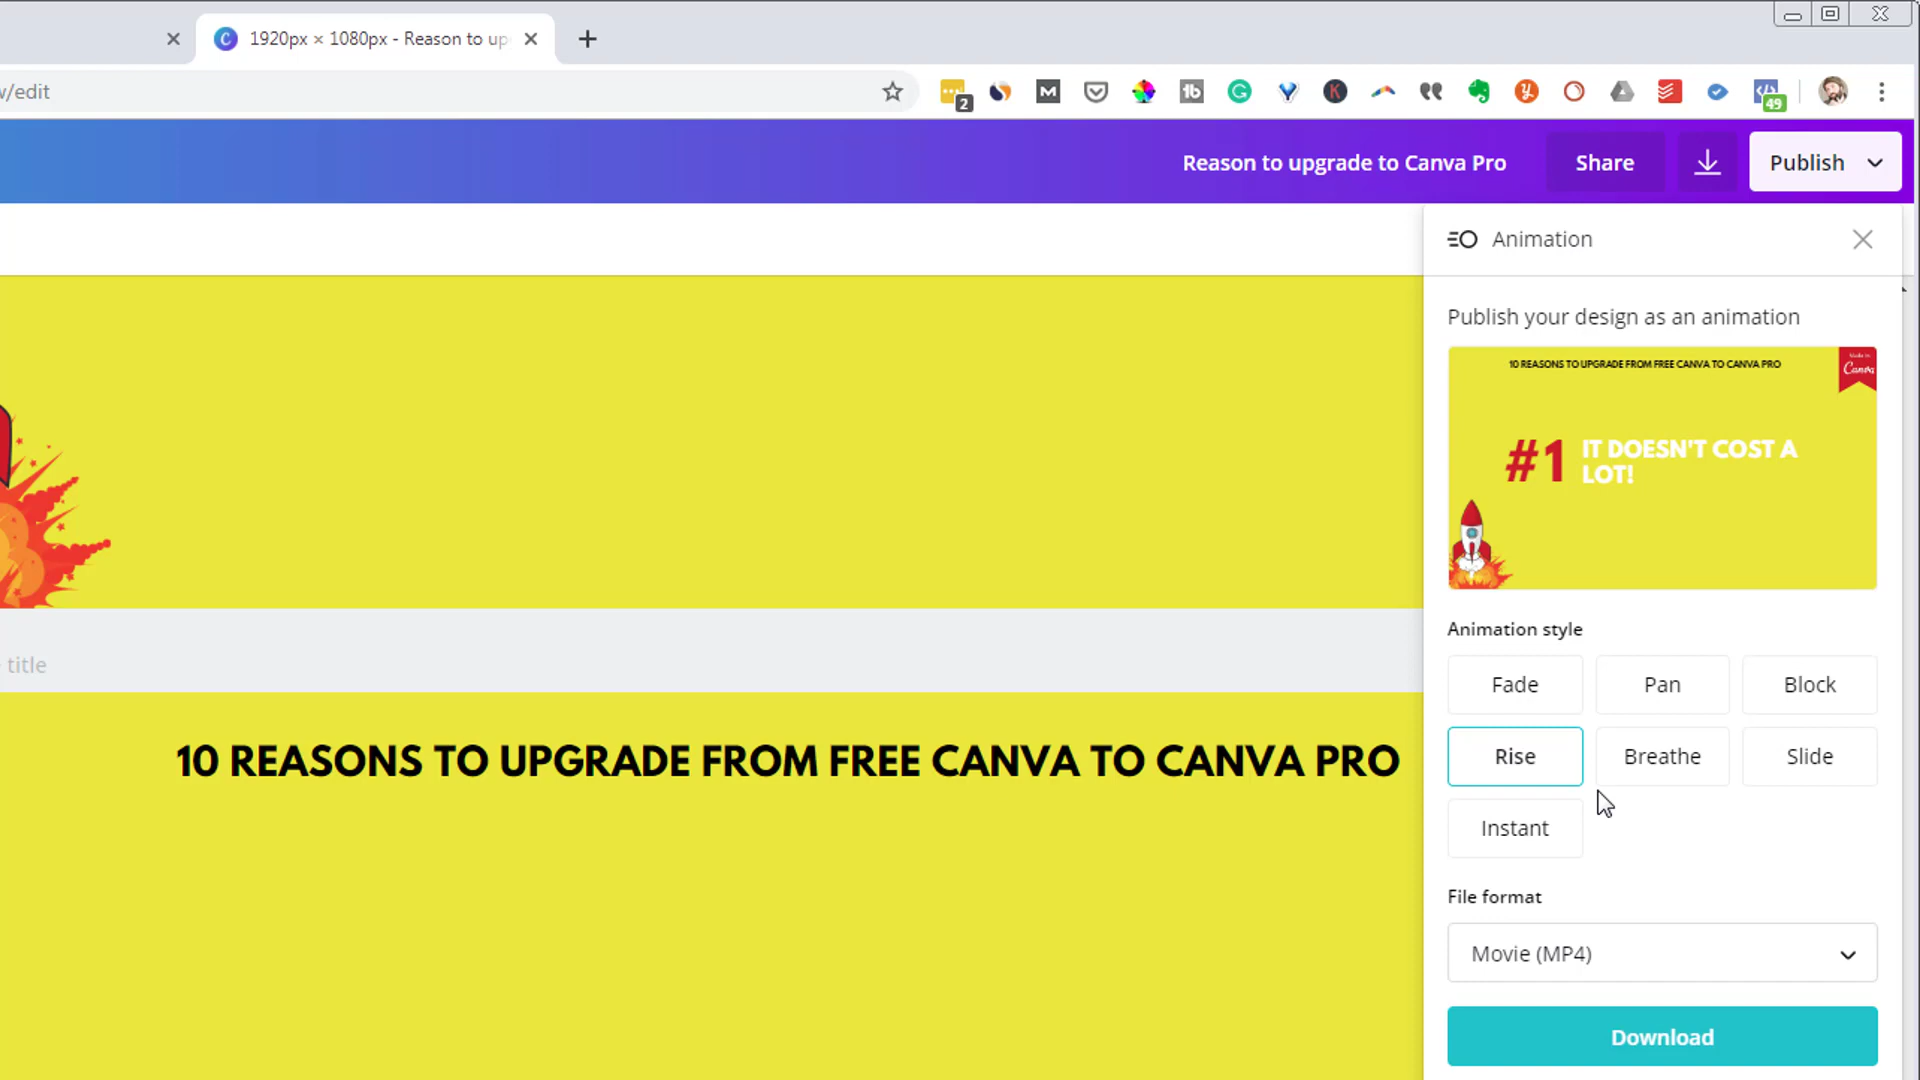 1920px × 1080px - Reason to up
w/edit
2
49
Reason to upgrade to Canva Pro
Share
Publish
Animation
Publish your design as an animation
10 REASONS TO UPGRADE FROM FREE CANVA TO CANVA PRO
Made in
Canva
#1 IT DOESN'T COST A
LOT!
title
Animation style
Fade
Pan
Block
10 REASONS TO UPGRADE FROM FREE CANVA TO CANVA PRO
Rise
Breathe
Slide
Instant
File format
Movie (MP4)
Download